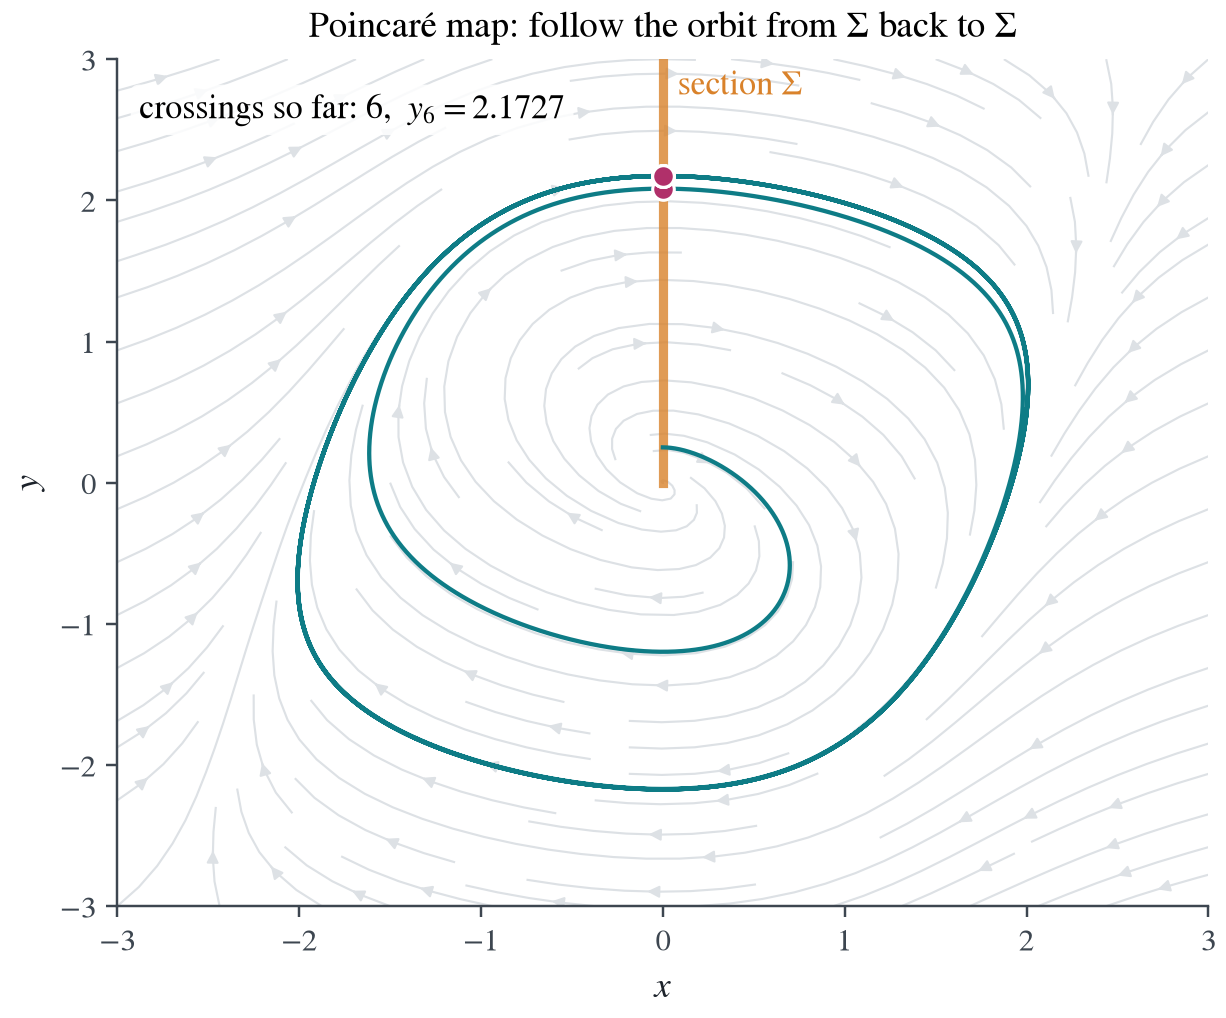 Poincaré map: follow the orbit from Σ back to Σ
section Σ
crossings so far: 6, y₆ = 2.1727
3
2
1
0
−1
−2
−3
y
−3 −2 −1 0 1 2 3
x